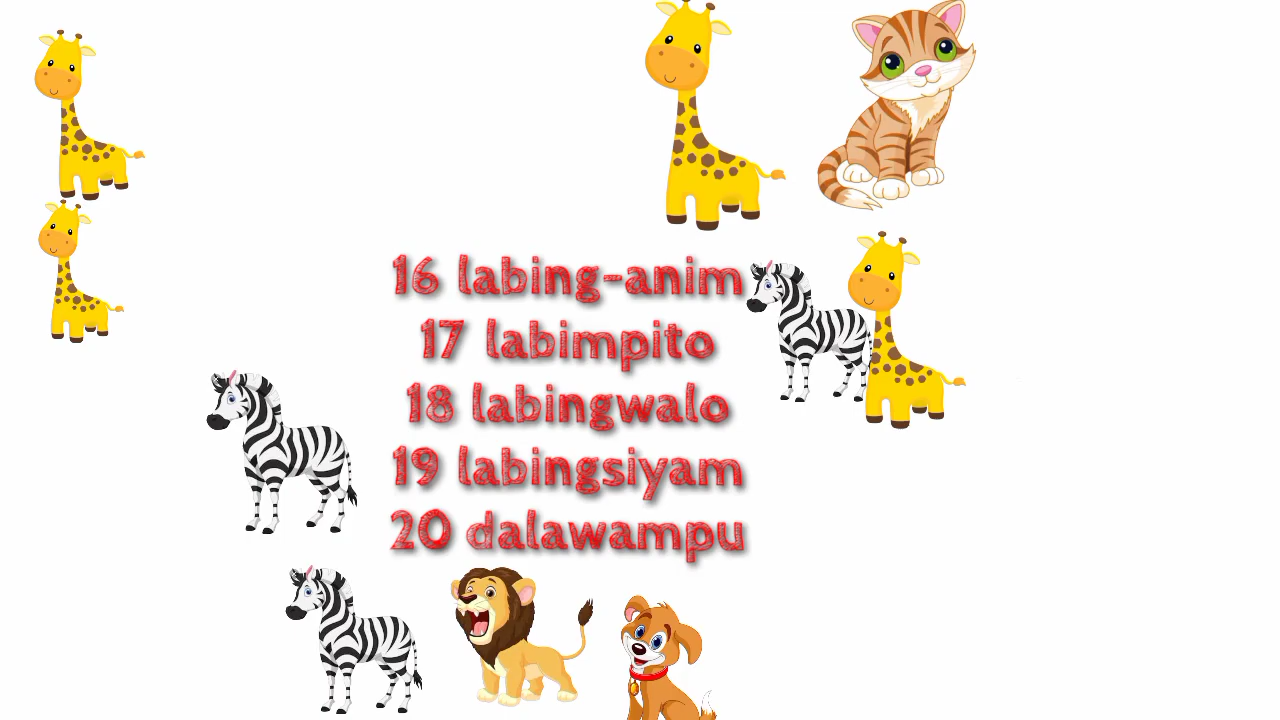 16 labing-anim
17 labimpito
18 labingwalo
19 labingsiyam
20 dalawampu